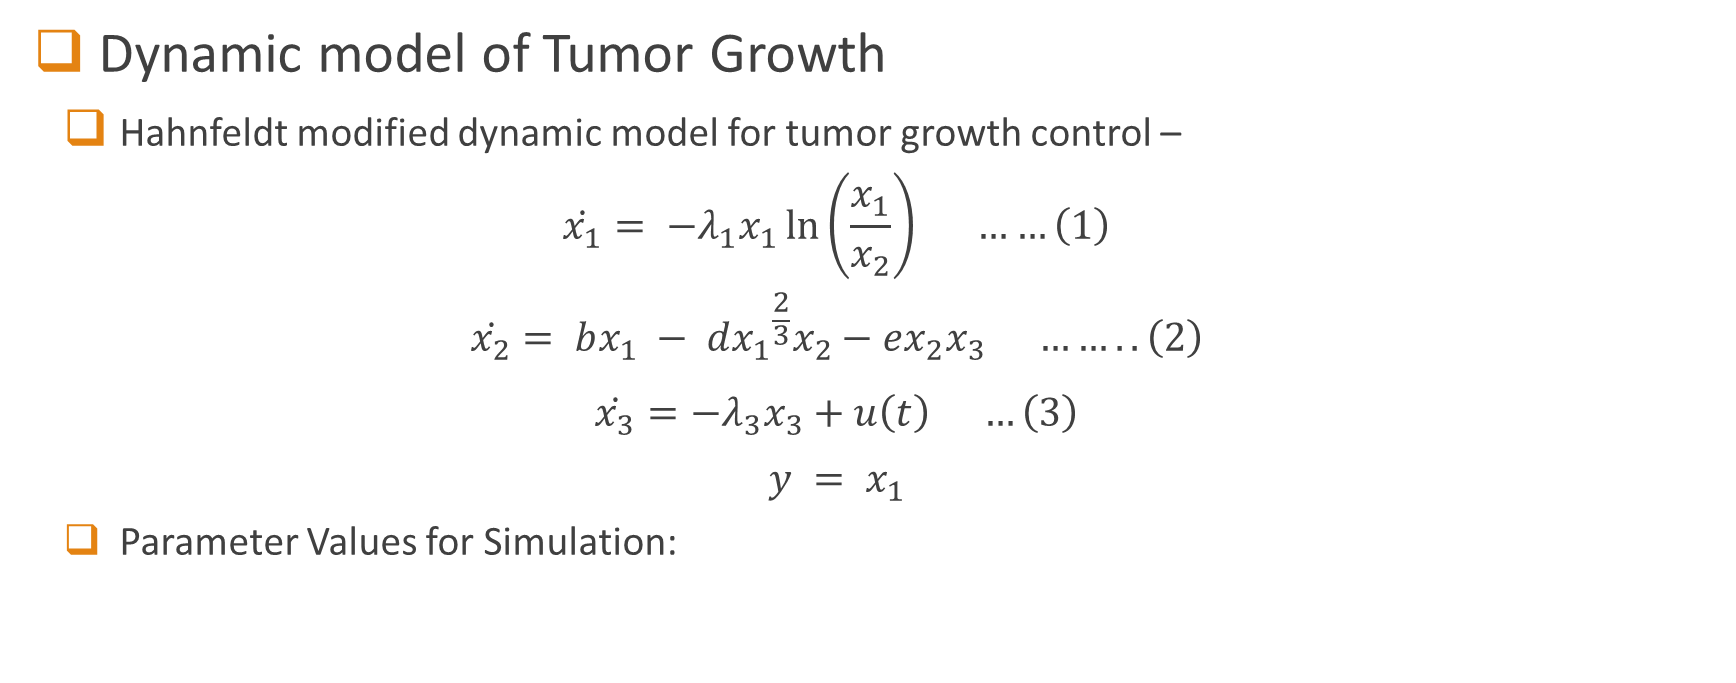 Dynamic model of Tumor Growth
Hahnfeldt modified dynamic model for tumor growth control –
ẋ₁ = −λ₁x₁ ln(x₁/x₂) … … (1)
ẋ₂ = bx₁ − dx₁^(2/3)x₂ − ex₂x₃ … … . . (2)
ẋ₃ = −λ₃x₃ + u(t) … (3)
y = x₁
Parameter Values for Simulation: